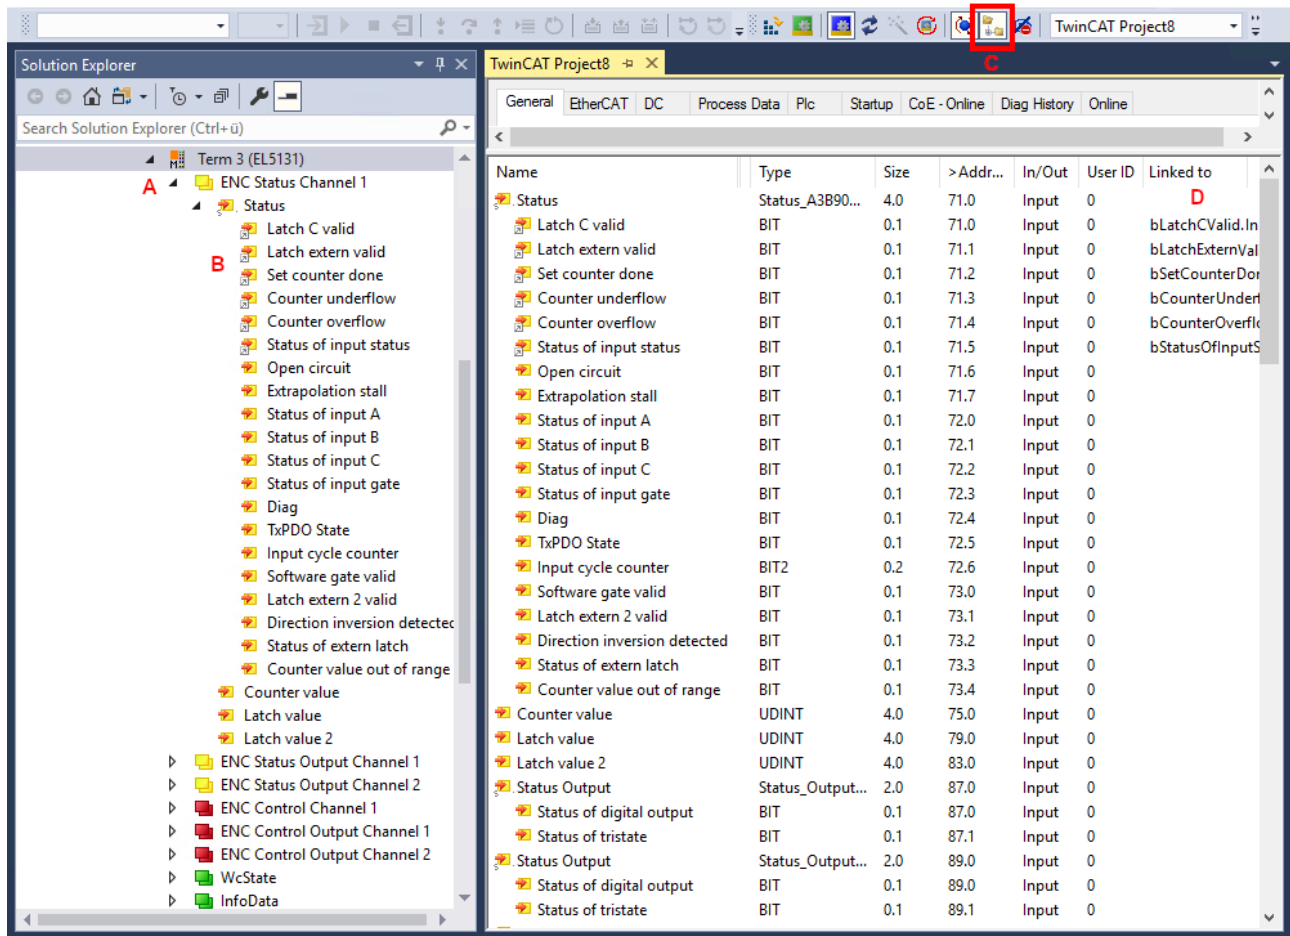 TwinCAT Project8
C
Solution Explorer
Search Solution Explorer (Ctrl+ü)
Term 3 (EL5131)
A
ENC Status Channel 1
Status
Latch C valid
B
Latch extern valid
Set counter done
Counter underflow
Counter overflow
Status of input status
Open circuit
Extrapolation stall
Status of input A
Status of input B
Status of input C
Status of input gate
Diag
TxPDO State
Input cycle counter
Software gate valid
Latch extern 2 valid
Direction inversion detected
Status of extern latch
Counter value out of range
Counter value
Latch value
Latch value 2
ENC Status Output Channel 1
ENC Status Output Channel 2
ENC Control Channel 1
ENC Control Output Channel 1
ENC Control Output Channel 2
WcState
InfoData
TwinCAT Project8
General EtherCAT DC Process Data Plc Startup CoE - Online Diag History Online
Name Type Size >Addr... In/Out User ID Linked to
D
Status Status_A3B90... 4.0 71.0 Input 0
Latch C valid BIT 0.1 71.0 Input 0 bLatchCValid.In
Latch extern valid BIT 0.1 71.1 Input 0 bLatchExternVal
Set counter done BIT 0.1 71.2 Input 0 bSetCounterDon
Counter underflow BIT 0.1 71.3 Input 0 bCounterUnderf
Counter overflow BIT 0.1 71.4 Input 0 bCounterOverflo
Status of input status BIT 0.1 71.5 Input 0 bStatusOfInputS
Open circuit BIT 0.1 71.6 Input 0
Extrapolation stall BIT 0.1 71.7 Input 0
Status of input A BIT 0.1 72.0 Input 0
Status of input B BIT 0.1 72.1 Input 0
Status of input C BIT 0.1 72.2 Input 0
Status of input gate BIT 0.1 72.3 Input 0
Diag BIT 0.1 72.4 Input 0
TxPDO State BIT 0.1 72.5 Input 0
Input cycle counter BIT2 0.2 72.6 Input 0
Software gate valid BIT 0.1 73.0 Input 0
Latch extern 2 valid BIT 0.1 73.1 Input 0
Direction inversion detected BIT 0.1 73.2 Input 0
Status of extern latch BIT 0.1 73.3 Input 0
Counter value out of range BIT 0.1 73.4 Input 0
Counter value UDINT 4.0 75.0 Input 0
Latch value UDINT 4.0 79.0 Input 0
Latch value 2 UDINT 4.0 83.0 Input 0
Status Output Status_Output... 2.0 87.0 Input 0
Status of digital output BIT 0.1 87.0 Input 0
Status of tristate BIT 0.1 87.1 Input 0
Status Output Status_Output... 2.0 89.0 Input 0
Status of digital output BIT 0.1 89.0 Input 0
Status of tristate BIT 0.1 89.1 Input 0